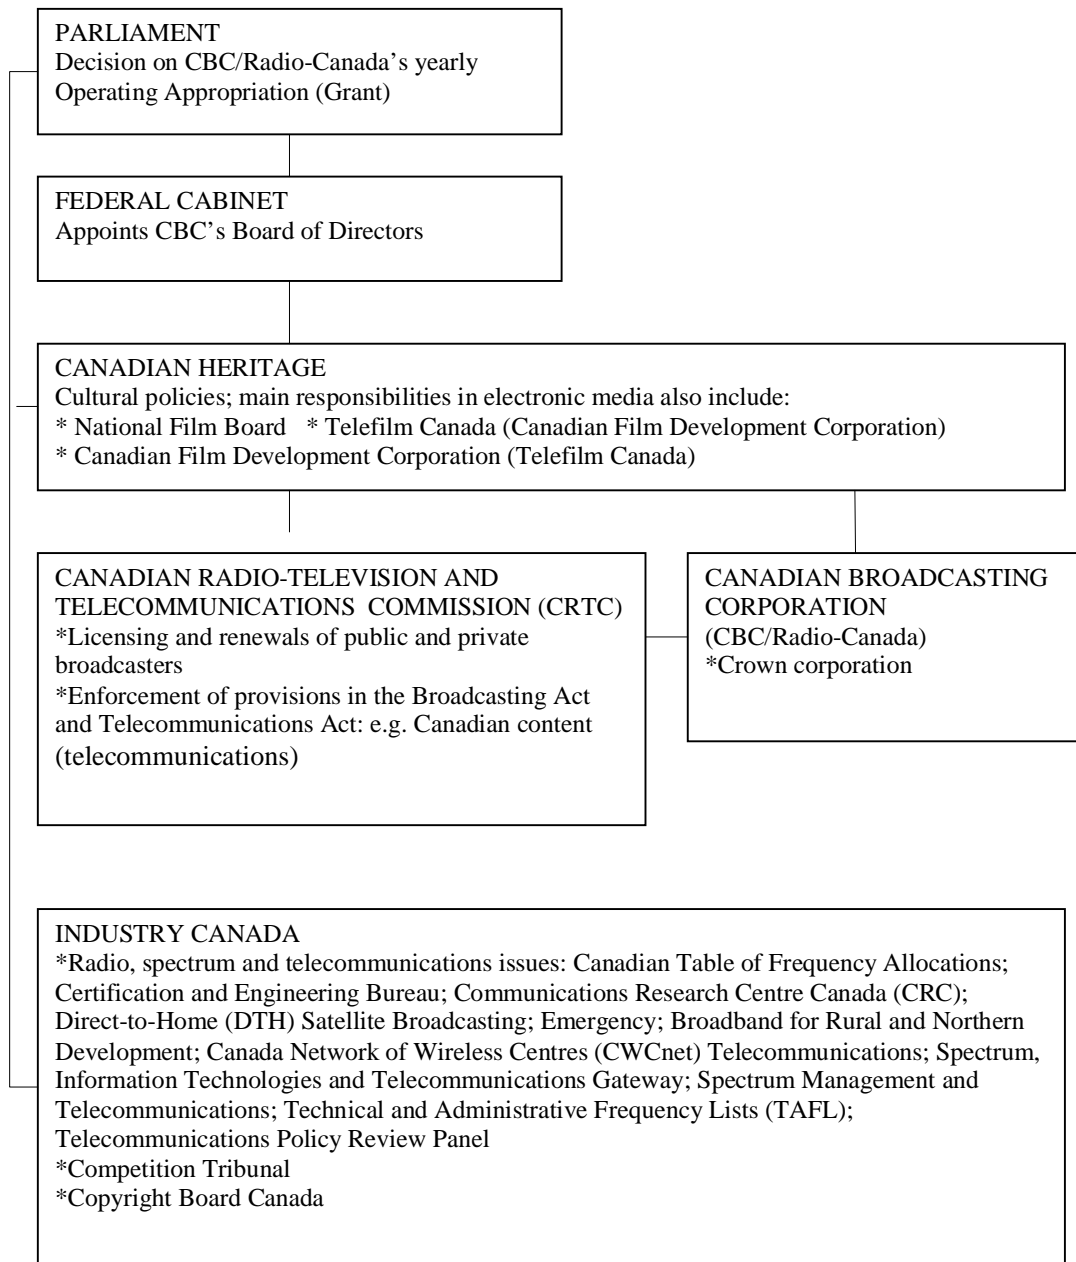 PARLIAMENT
Decision on CBC/Radio-Canada’s yearly
Operating Appropriation (Grant)
FEDERAL CABINET
Appoints CBC’s Board of Directors
CANADIAN HERITAGE
Cultural policies; main responsibilities in electronic media also include:
* National Film Board * Telefilm Canada (Canadian Film Development Corporation)
* Canadian Film Development Corporation (Telefilm Canada)
CANADIAN RADIO-TELEVISION AND
TELECOMMUNICATIONS COMMISSION (CRTC)
*Licensing and renewals of public and private
broadcasters
*Enforcement of provisions in the Broadcasting Act
and Telecommunications Act: e.g. Canadian content
(telecommunications)
CANADIAN BROADCASTING
CORPORATION
(CBC/Radio-Canada)
*Crown corporation
INDUSTRY CANADA
*Radio, spectrum and telecommunications issues: Canadian Table of Frequency Allocations;
Certification and Engineering Bureau; Communications Research Centre Canada (CRC);
Direct-to-Home (DTH) Satellite Broadcasting; Emergency; Broadband for Rural and Northern
Development; Canada Network of Wireless Centres (CWCnet) Telecommunications; Spectrum,
Information Technologies and Telecommunications Gateway; Spectrum Management and
Telecommunications; Technical and Administrative Frequency Lists (TAFL);
Telecommunications Policy Review Panel
*Competition Tribunal
*Copyright Board Canada